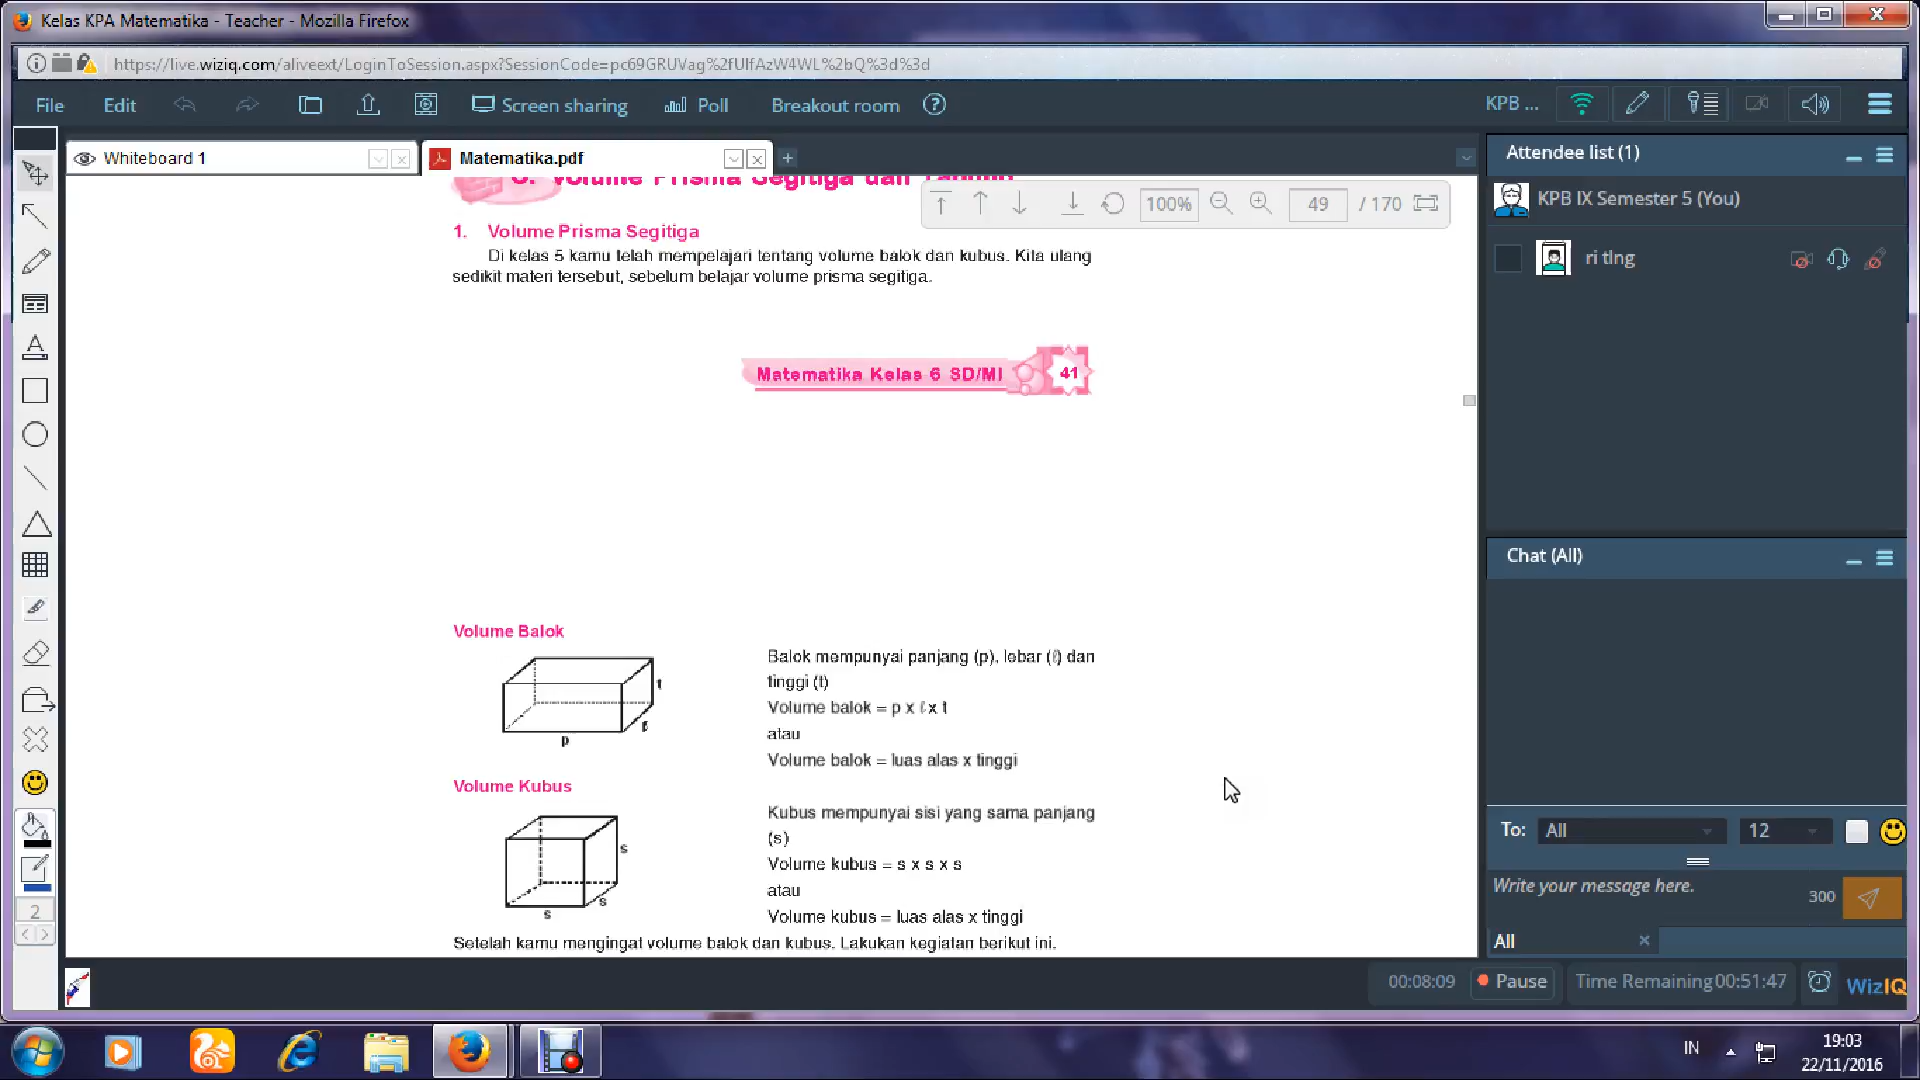 Kelas KPA Matematika - Teacher - Mozilla Firefox
https://live.wiziq.com/aliveext/LoginToSession.aspx?SessionCode=pc69GRUVag%2fUIfAzW4WL%2bQ%3d%3d
File Edit Screen sharing Poll Breakout room KPB ...
Whiteboard 1 Matematika.pdf
Attendee list (1)
100% 49 / 170
KPB IX Semester 5 (You)
ri tIng
1. Volume Prisma Segitiga
Di kelas 5 kamu telah mempelajari tentang volume balok dan kubus. Kita ulang
sedikit materi tersebut, sebelum belajar volume prisma segitiga.
Matematika Kelas 6 SD/MI 41
Volume Balok
t
ℓ
p
Balok mempunyai panjang (p), lebar (ℓ) dan
tinggi (t)
Volume balok = p x ℓ x t
atau
Volume balok = luas alas x tinggi
Volume Kubus
s
s
s
Kubus mempunyai sisi yang sama panjang
(s)
Volume kubus = s x s x s
atau
Volume kubus = luas alas x tinggi
Setelah kamu mengingat volume balok dan kubus. Lakukan kegiatan berikut ini.
2
Chat (All)
To: All 12
Write your message here. 300
All
00:08:09 Pause Time Remaining 00:51:47 WizIQ
IN 19:03
22/11/2016